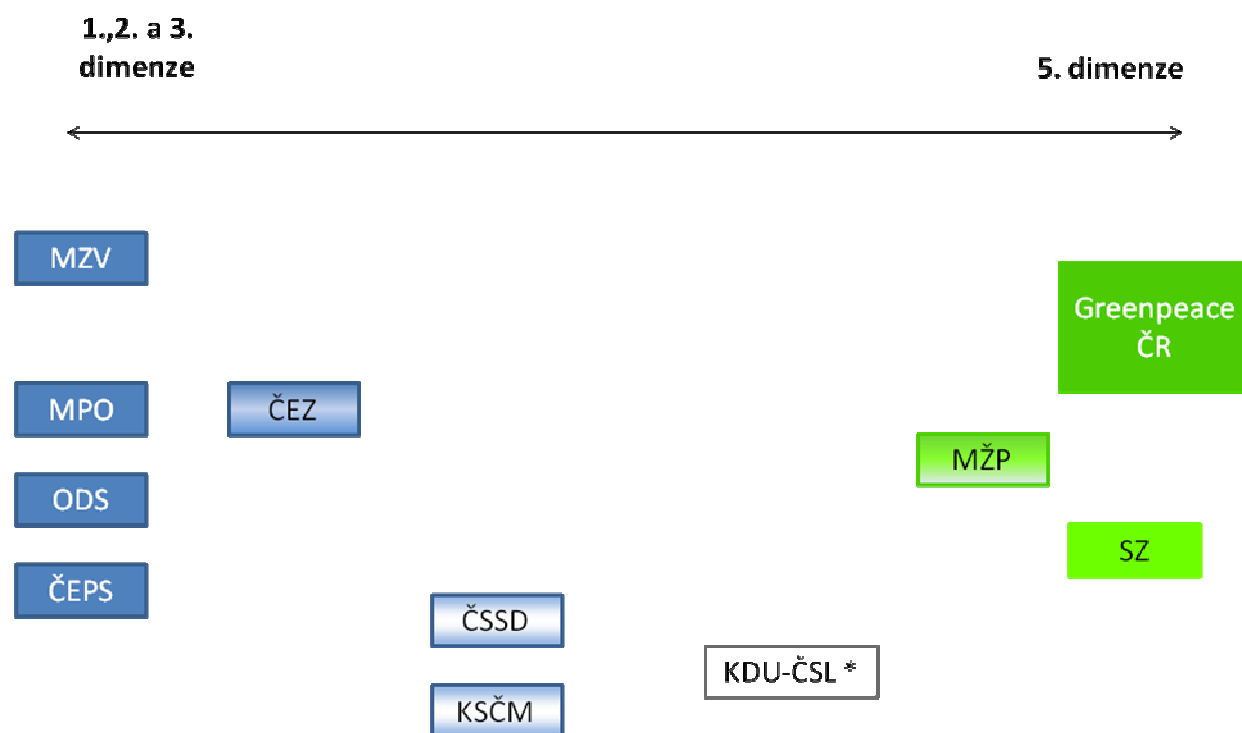 1.,2. a 3.
dimenze
5. dimenze
MZV
Greenpeace
ČR
MPO
ČEZ
MŽP
ODS
SZ
ČEPS
ČSSD
KDU-ČSL *
KSČM